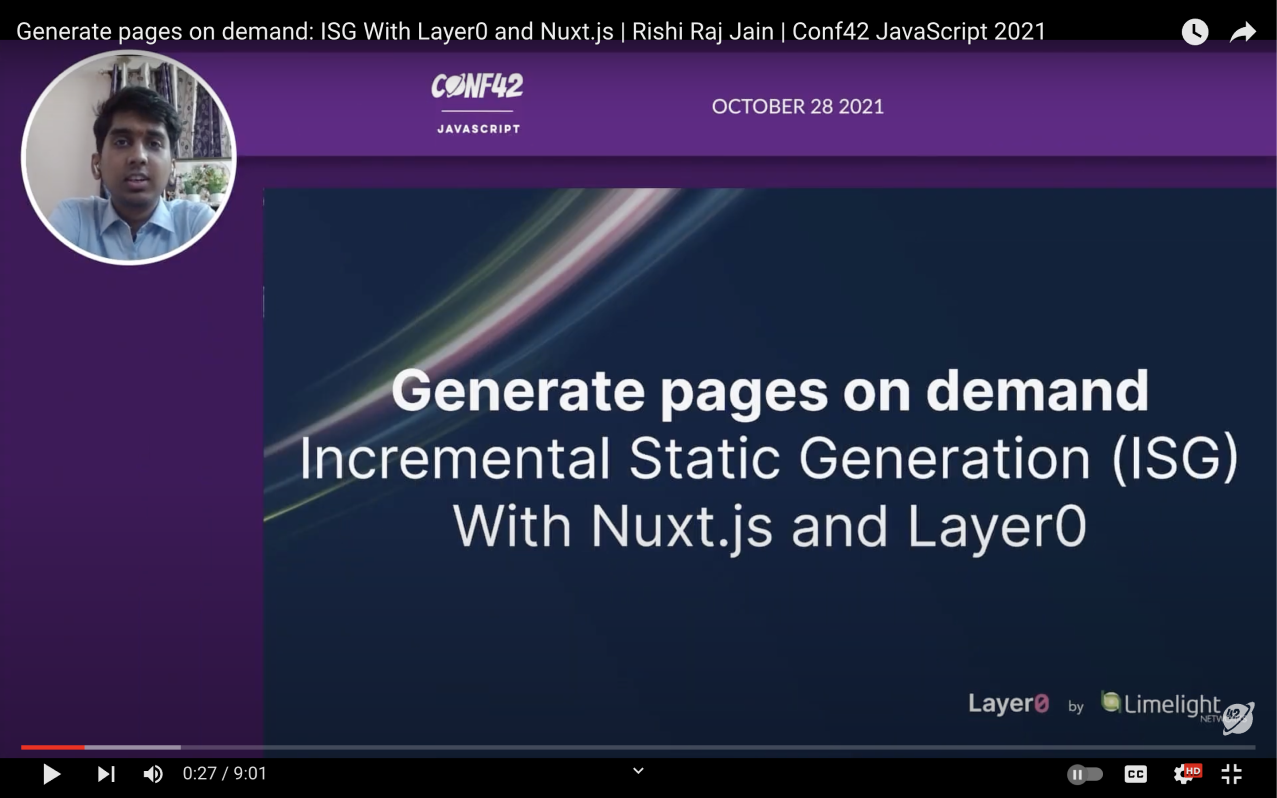 Generate pages on demand: ISG With Layer0 and Nuxt.js | Rishi Raj Jain | Conf42 JavaScript 2021
CONF42
JAVASCRIPT
OCTOBER 28 2021
Generate pages on demand
Incremental Static Generation (ISG)
With Nuxt.js and Layer0
Layer0 by Limelight
42
0:27 / 9:01
CC
HD